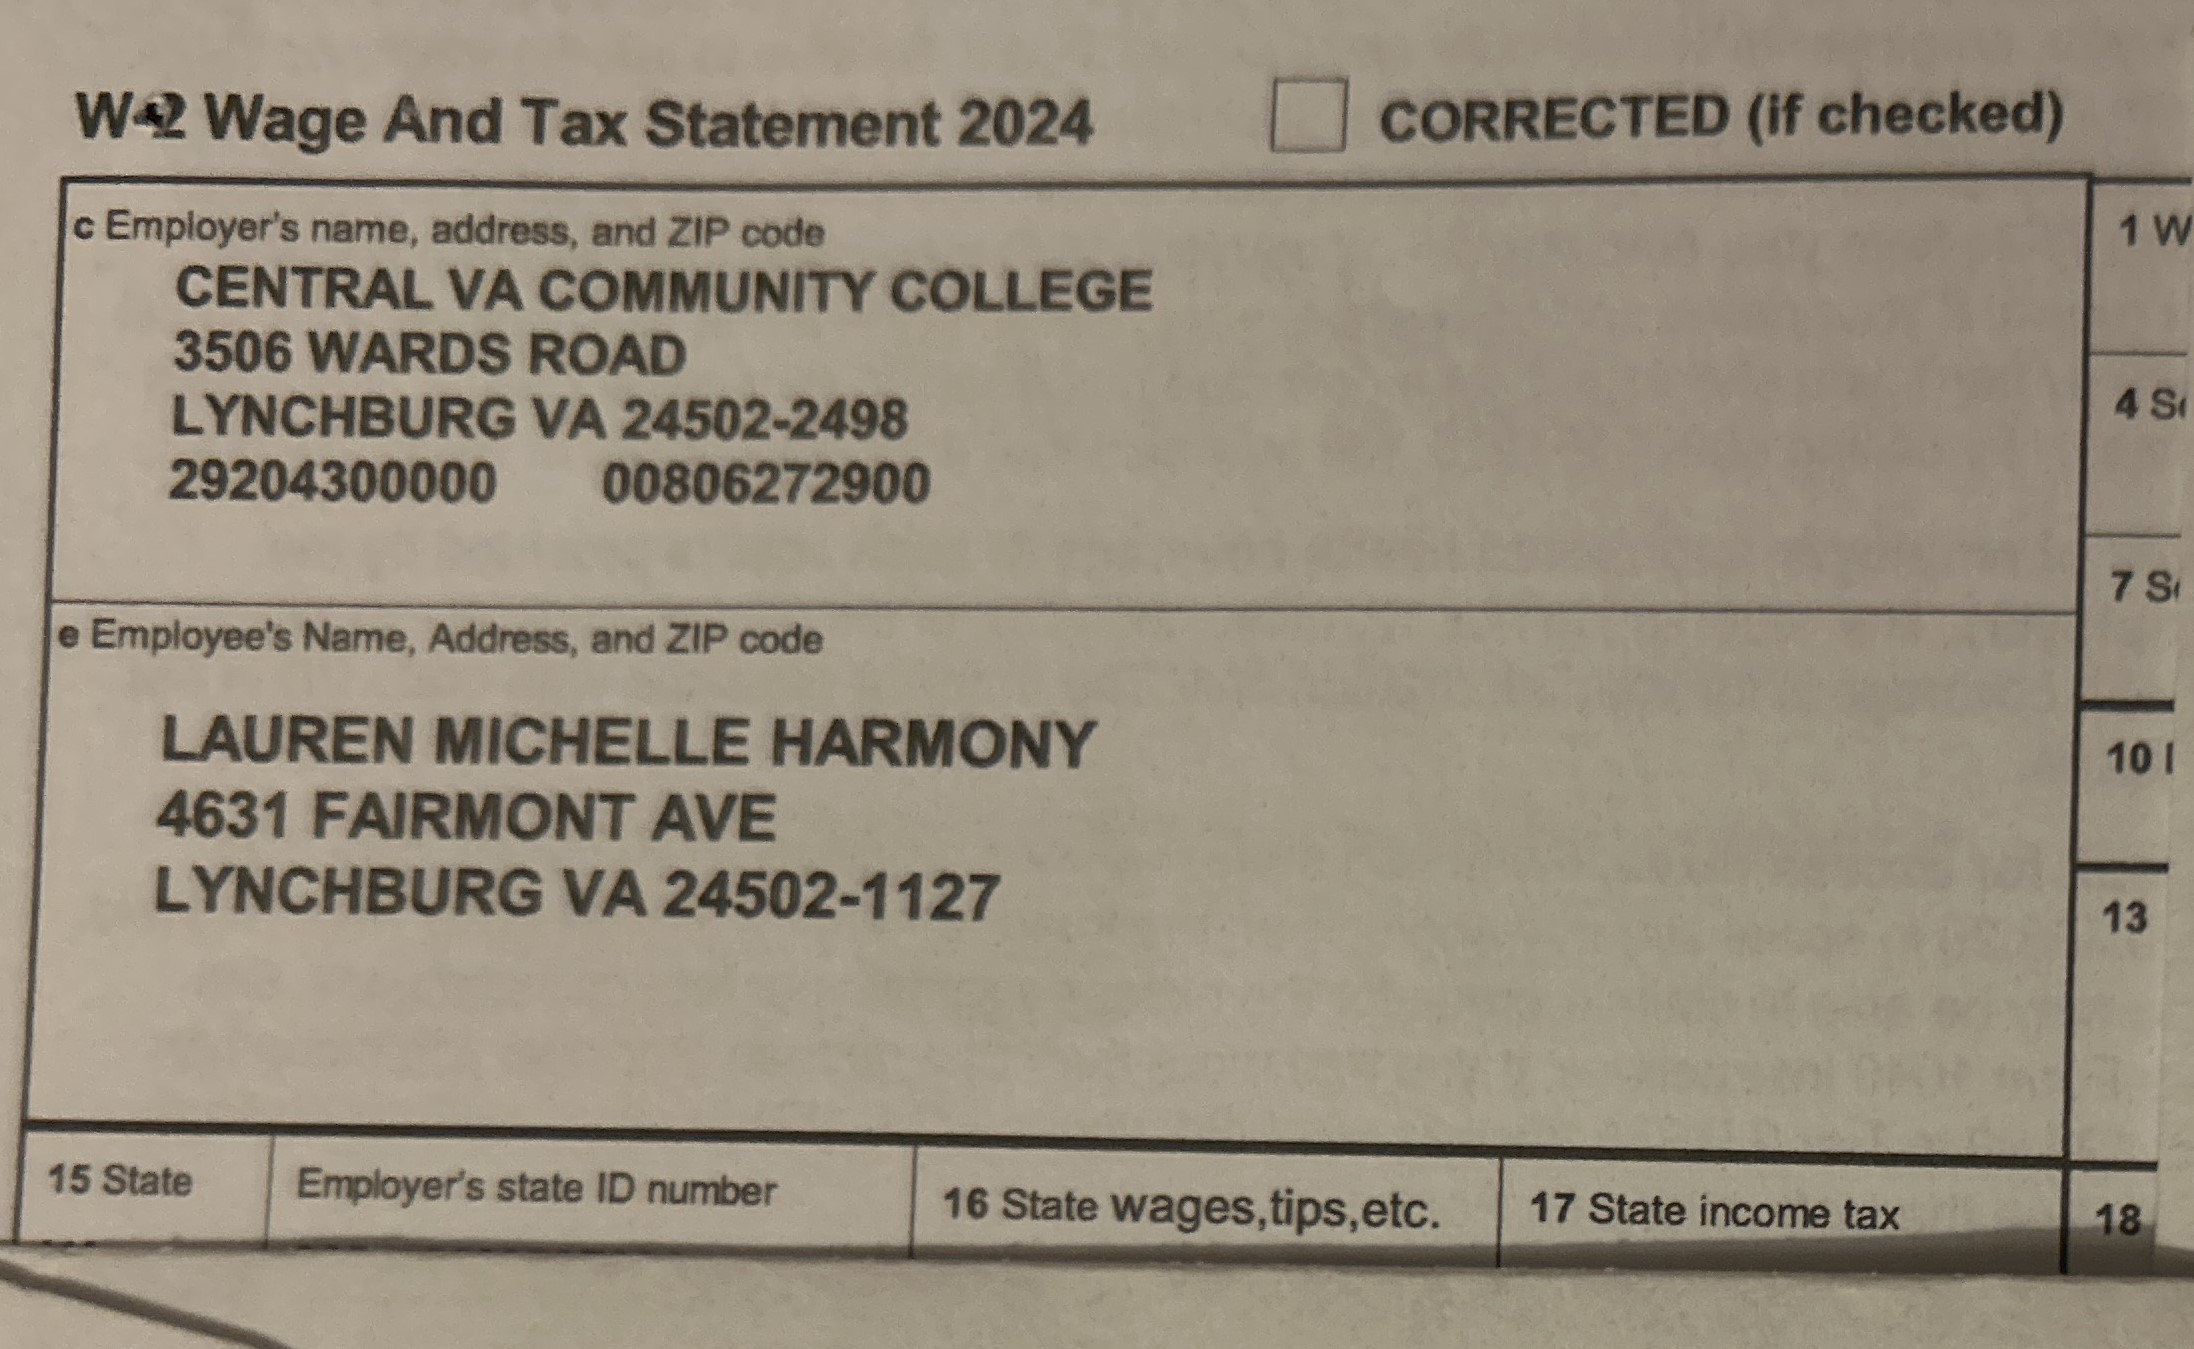 W-2 Wage And Tax Statement 2024 CORRECTED (if checked)
c Employer's name, address, and ZIP code
CENTRAL VA COMMUNITY COLLEGE
3506 WARDS ROAD
LYNCHBURG VA 24502-2498
29204300000 00806272900
e Employee's Name, Address, and ZIP code
LAUREN MICHELLE HARMONY
4631 FAIRMONT AVE
LYNCHBURG VA 24502-1127
15 State Employer's state ID number 16 State wages,tips,etc. 17 State income tax 18
1 W
4
7
10
13